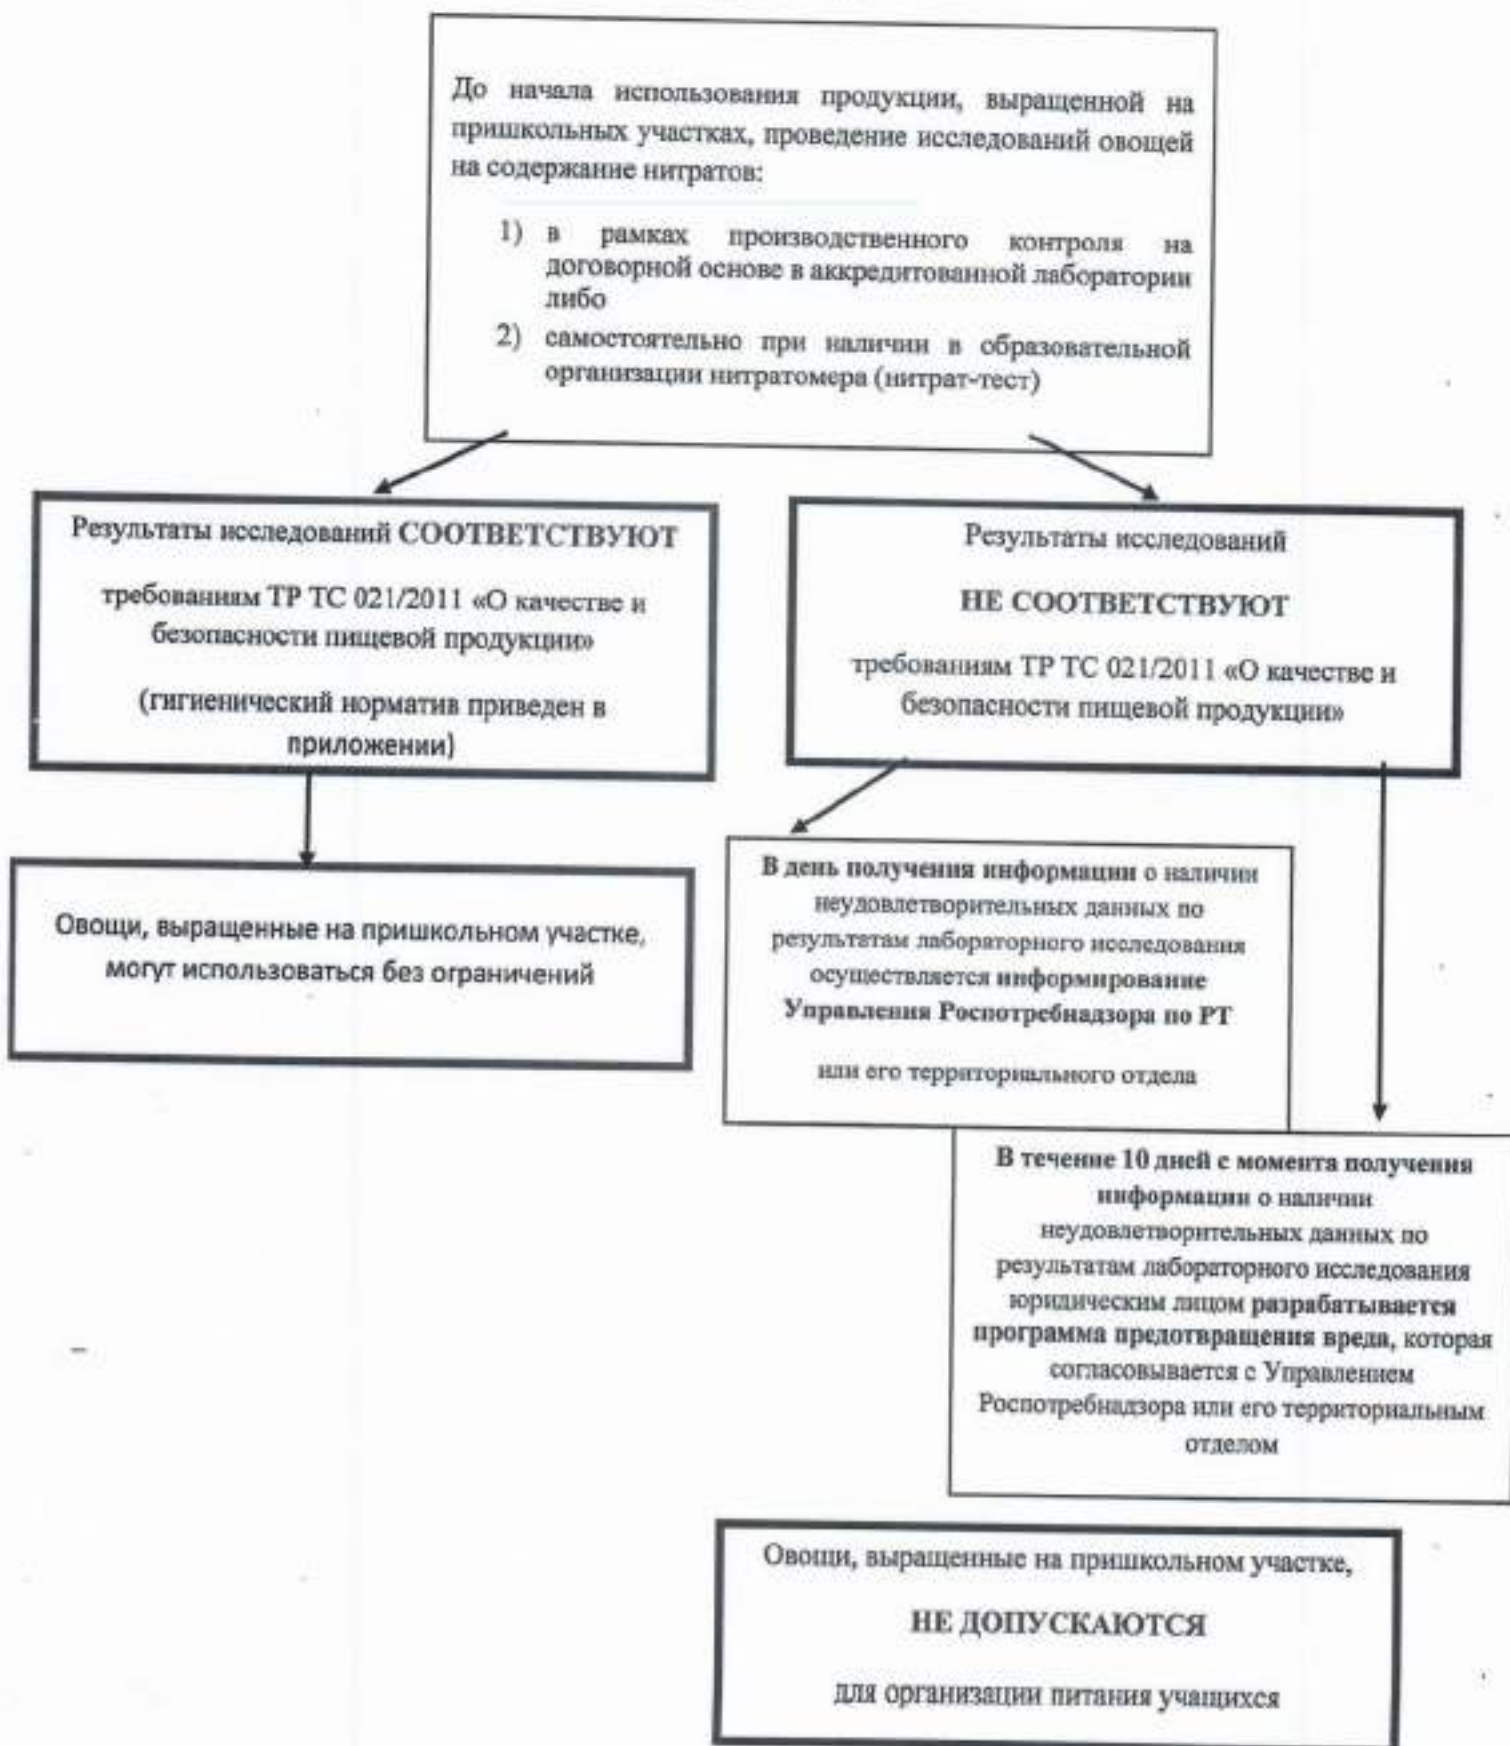 До начала использования продукции, выращенной на
пришкольных участках, проведение исследований овощей
на содержание нитратов:
1) в рамках производственного контроля на
договорной основе в аккредитованной лаборатории
либо
2) самостоятельно при наличии в образовательной
организации нитратомера (нитрат-тест)
Результаты исследований СООТВЕТСТВУЮТ
требованиям ТР ТС 021/2011 «О качестве и
безопасности пищевой продукции»
(гигиенический норматив приведен в
приложении)
Результаты исследований
НЕ СООТВЕТСТВУЮТ
требованиям ТР ТС 021/2011 «О качестве и
безопасности пищевой продукции»
Овощи, выращенные на пришкольном участке,
могут использоваться без ограничений
В день получения информации о наличии
неудовлетворительных данных по
результатам лабораторного исследования
осуществляется информирование
Управления Роспотребнадзора по РТ
или его территориального отдела
В течение 10 дней с момента получения
информации о наличии
неудовлетворительных данных по
результатам лабораторного исследования
юридическим лицом разрабатывается
программа предотвращения вреда, которая
согласовывается с Управлением
Роспотребнадзора или его территориальным
отделом
Овощи, выращенные на пришкольном участке,
НЕ ДОПУСКАЮТСЯ
для организации питания учащихся